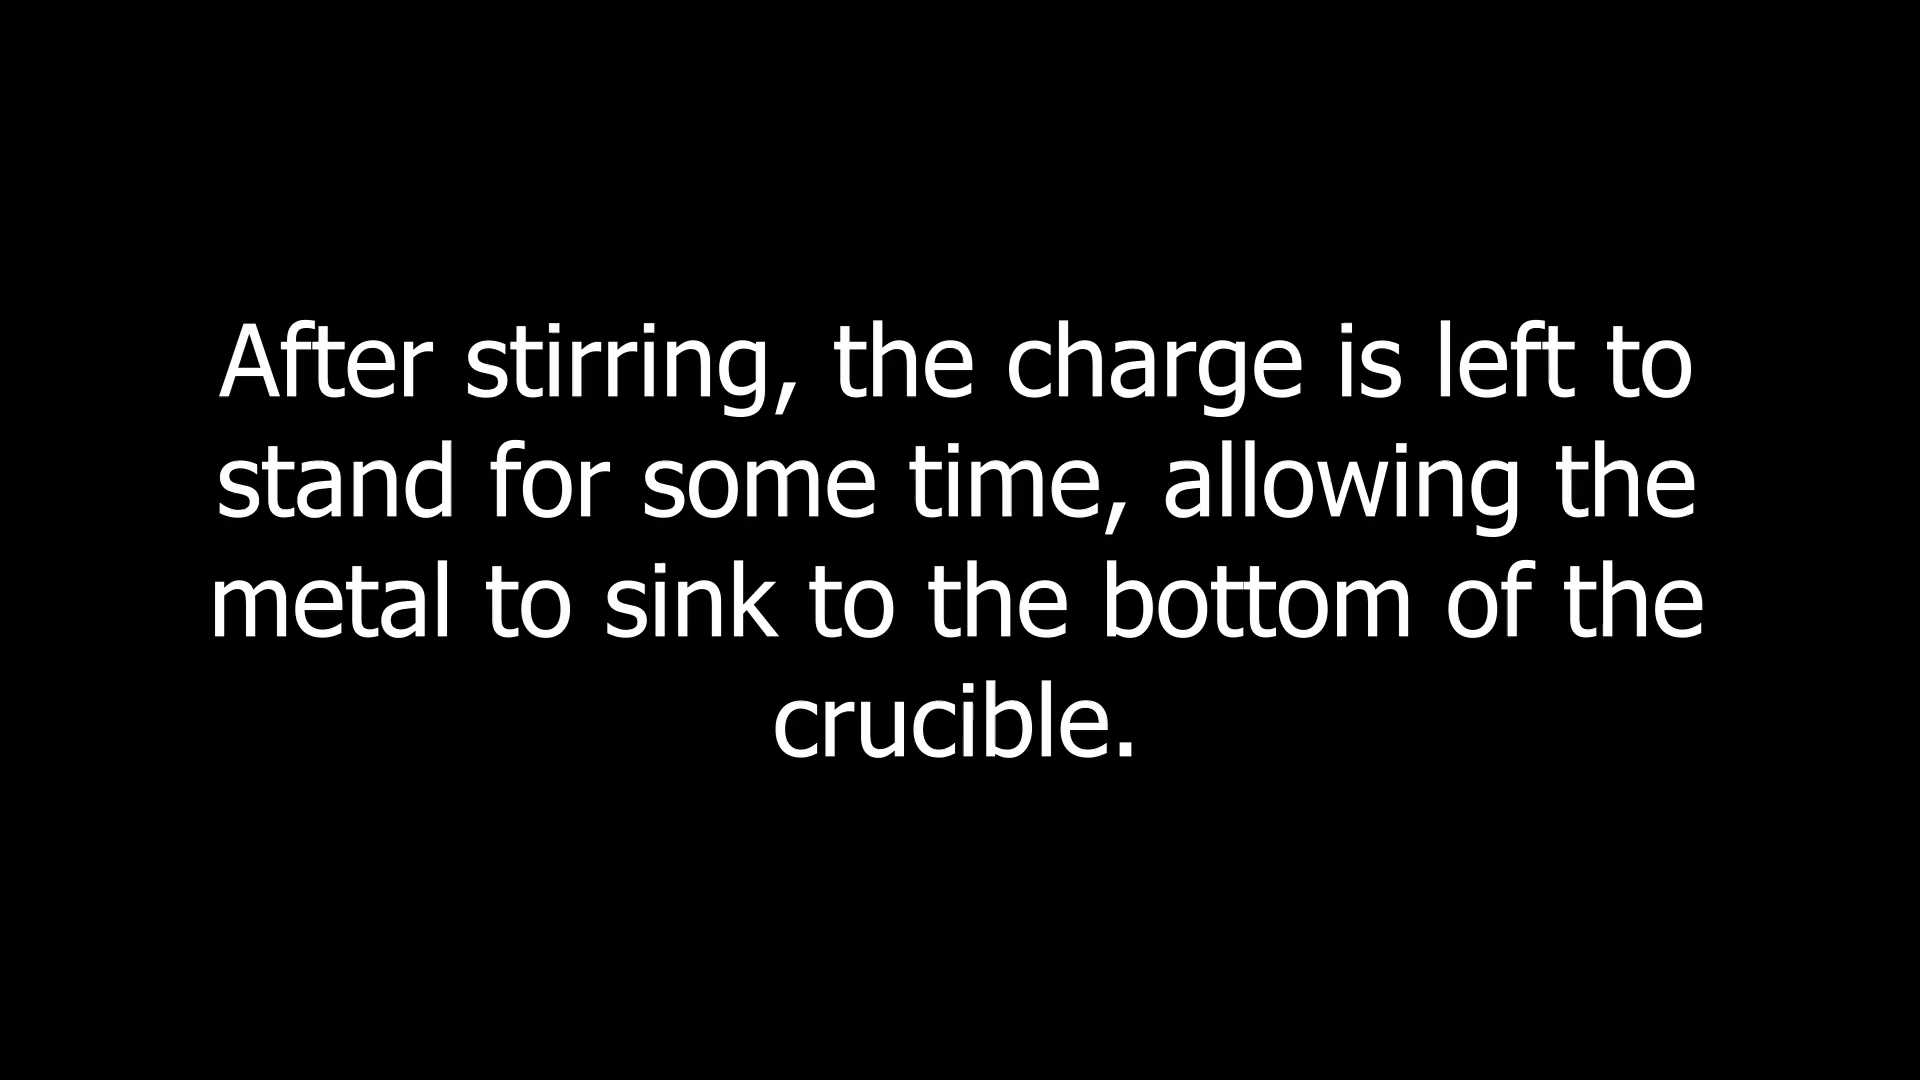 After stirring, the charge is left to
stand for some time, allowing the
metal to sink to the bottom of the
crucible.